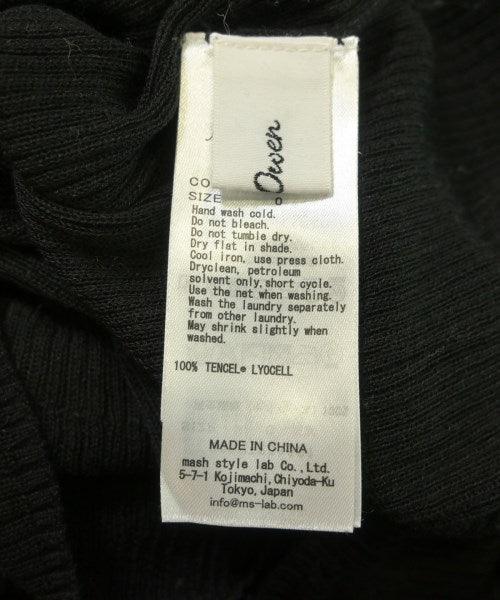 Owen
CO
SIZE
Hand wash cold.
Do not bleach.
Do not tumble dry.
Dry flat in shade.
Cool iron, use press cloth.
Dryclean, petroleum
solvent only, short cycle.
Use the net when washing.
Wash the laundry separately
from other laundry.
May shrink slightly when
washed.
100% TENCEL® LYOCELL
MADE IN CHINA
mash style lab Co., Ltd.
5-7-1 Kojimachi, Chiyoda-Ku
Tokyo, Japan
info@ms-lab.com